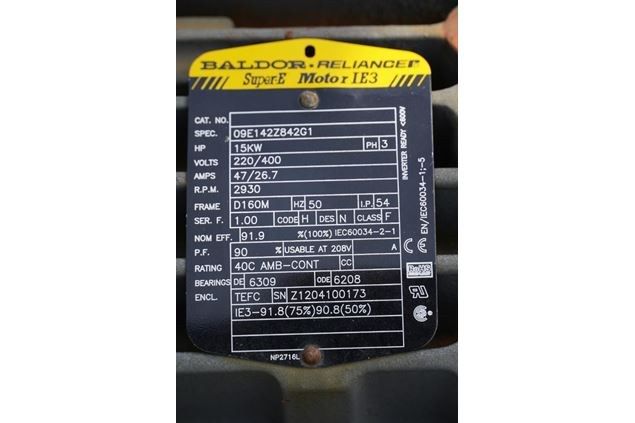 BALDOR • RELIANCER
Super-E Motor IE3
CAT. NO.
SPEC. 09E142Z842G1
HP 15KW PH 3
VOLTS 220/400
AMPS 47/26.7
R.P.M. 2930
FRAME D160M HZ 50 I.P. 54
SER. F. 1.00 CODE H DES N CLASS F
NOM EFF. 91.9 %(100%) IEC60034-2-1
P.F. 90 % USABLE AT 208V A
RATING 40C AMB-CONT CC
BEARINGS DE 6309 ODE 6208
ENCL. TEFC SN Z1204100173
IE3-91.8(75%)90.8(50%)
NP2716L
INVERTER READY <600V
EN/IEC60034-1;-5
CE